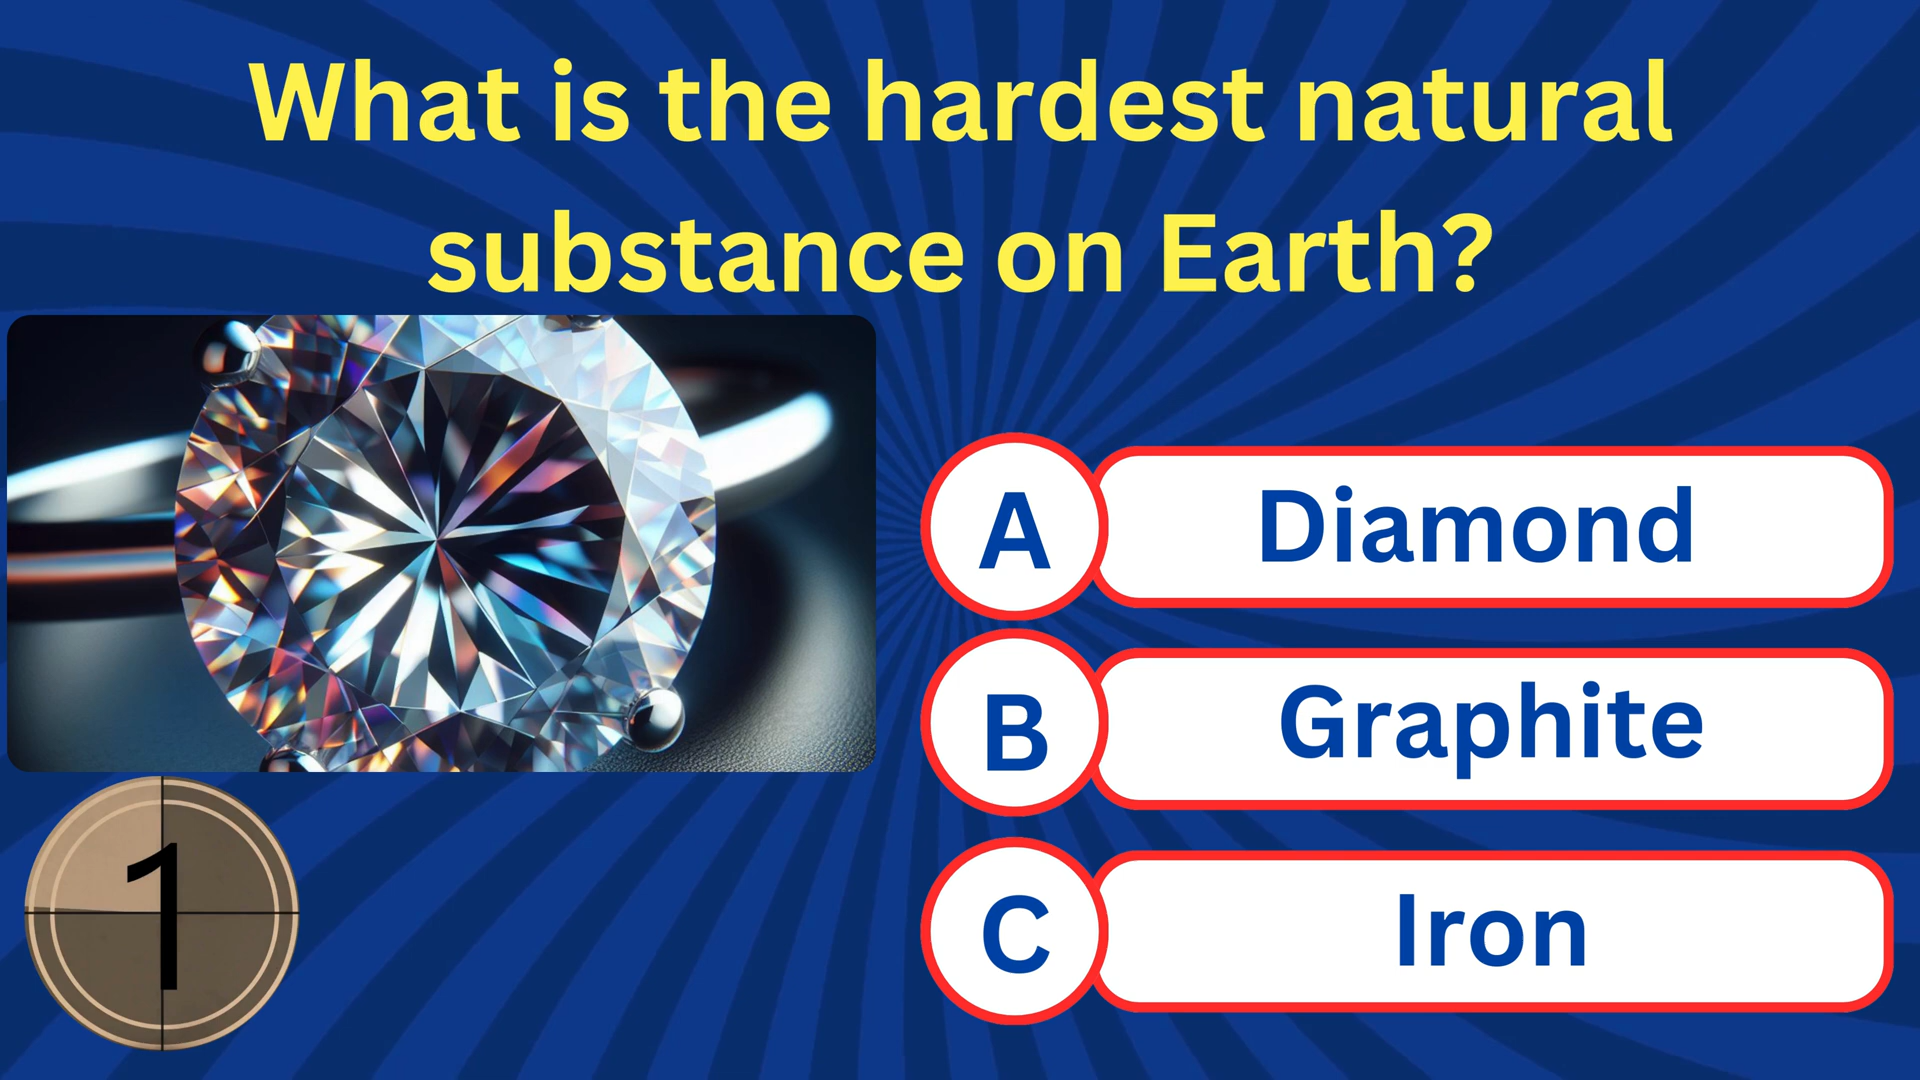 What is the hardest natural
substance on Earth?
A Diamond
B Graphite
C Iron
1